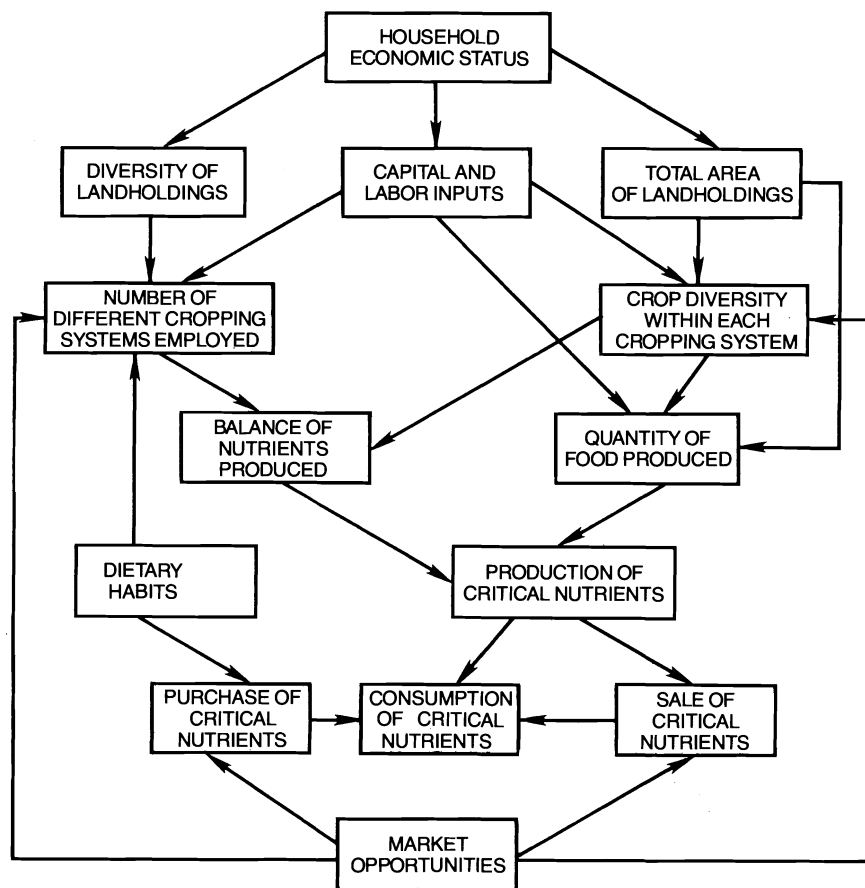 HOUSEHOLD
ECONOMIC STATUS
DIVERSITY OF
LANDHOLDINGS
CAPITAL AND
LABOR INPUTS
TOTAL AREA
OF LANDHOLDINGS
NUMBER OF
DIFFERENT CROPPING
SYSTEMS EMPLOYED
CROP DIVERSITY
WITHIN EACH
CROPPING SYSTEM
BALANCE OF
NUTRIENTS
PRODUCED
QUANTITY OF
FOOD PRODUCED
DIETARY
HABITS
PRODUCTION OF
CRITICAL NUTRIENTS
PURCHASE OF
CRITICAL
NUTRIENTS
CONSUMPTION
OF CRITICAL
NUTRIENTS
SALE OF
CRITICAL
NUTRIENTS
MARKET
OPPORTUNITIES